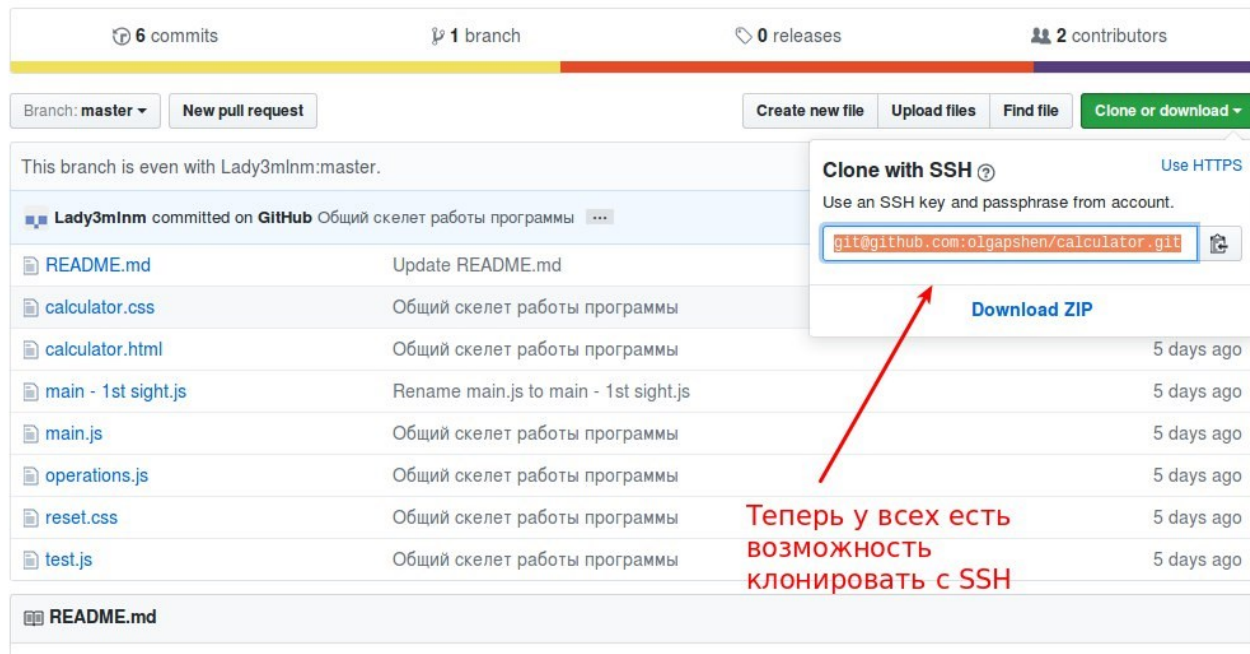 6 commits
1 branch
0 releases
2 contributors
Branch: master
New pull request
Create new file
Upload files
Find file
Clone or download
This branch is even with Lady3mlnm:master.
Clone with SSH
Use HTTPS
Use an SSH key and passphrase from account.
git@github.com:olgapshen/calculator.git
Download ZIP
Lady3mlnm committed on GitHub Общий скелет работы программы ...
README.md Update README.md
calculator.css Общий скелет работы программы
calculator.html Общий скелет работы программы 5 days ago
main - 1st sight.js Rename main.js to main - 1st sight.js 5 days ago
main.js Общий скелет работы программы 5 days ago
operations.js Общий скелет работы программы 5 days ago
reset.css Общий скелет работы программы 5 days ago
test.js Общий скелет работы программы 5 days ago
Теперь у всех есть
возможность
клонировать с SSH
README.md